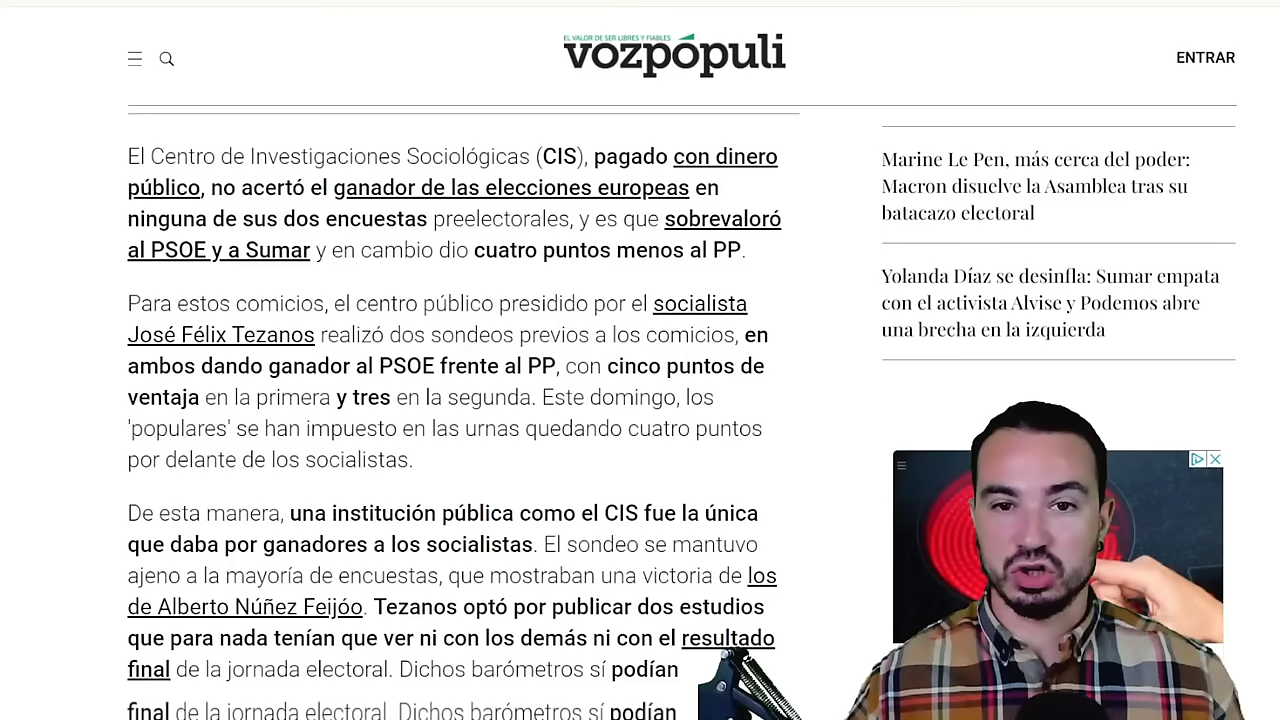 EL VALOR DE SER LIBRES Y FIABLES
vozpópuli
ENTRAR
El Centro de Investigaciones Sociológicas (CIS), pagado con dinero
público, no acertó el ganador de las elecciones europeas en
ninguna de sus dos encuestas preelectorales, y es que sobrevaloró
al PSOE y a Sumar y en cambio dio cuatro puntos menos al PP.
Para estos comicios, el centro público presidido por el socialista
José Félix Tezanos realizó dos sondeos previos a los comicios, en
ambos dando ganador al PSOE frente al PP, con cinco puntos de
ventaja en la primera y tres en la segunda. Este domingo, los
'populares' se han impuesto en las urnas quedando cuatro puntos
por delante de los socialistas.
De esta manera, una institución pública como el CIS fue la única
que daba por ganadores a los socialistas. El sondeo se mantuvo
ajeno a la mayoría de encuestas, que mostraban una victoria de los
de Alberto Núñez Feijóo. Tezanos optó por publicar dos estudios
que para nada tenían que ver ni con los demás ni con el resultado
final de la jornada electoral. Dichos barómetros sí podían
final de la jornada electoral. Dichos barómetros sí podían
Marine Le Pen, más cerca del poder:
Macron disuelve la Asamblea tras su
batacazo electoral
Yolanda Díaz se desinfla: Sumar empata
con el activista Alvise y Podemos abre
una brecha en la izquierda